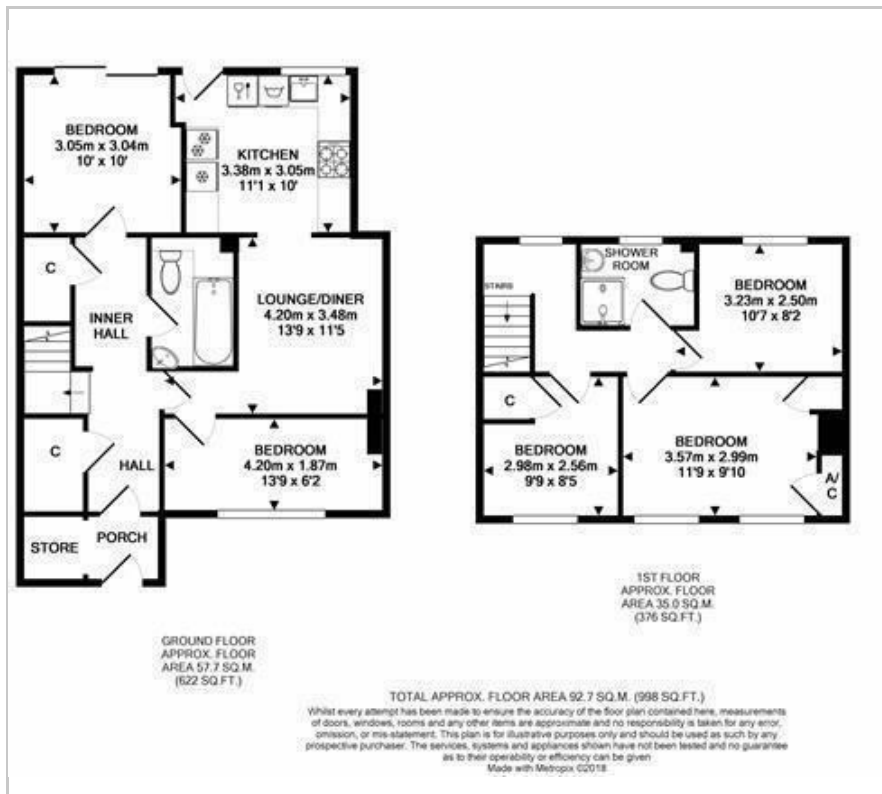 BEDROOM
3.05m x 3.04m
10' x 10'
KITCHEN
3.38m x 3.05m
11'1 x 10'
C
INNER
HALL
LOUNGE/DINER
4.20m x 3.48m
13'9 x 11'5
C
HALL
BEDROOM
4.20m x 1.87m
13'9 x 6'2
STORE
PORCH
GROUND FLOOR
APPROX. FLOOR
AREA 57.7 SQ.M.
(622 SQ.FT.)
STAIRS
SHOWER
ROOM
BEDROOM
3.23m x 2.50m
10'7 x 8'2
C
BEDROOM
2.98m x 2.56m
9'9 x 8'5
BEDROOM
3.57m x 2.99m
11'9 x 9'10
A/
C
1ST FLOOR
APPROX. FLOOR
AREA 35.0 SQ.M.
(376 SQ.FT.)
TOTAL APPROX. FLOOR AREA 92.7 SQ.M. (998 SQ.FT.)
Whilst every attempt has been made to ensure the accuracy of the floor plan contained here, measurements
of doors, windows, rooms and any other items are approximate and no responsibility is taken for any error,
omission, or mis-statement. This plan is for illustrative purposes only and should be used as such by any
prospective purchaser. The services, systems and appliances shown have not been tested and no guarantee
as to their operability or efficiency can be given
Made with Metropix ©2018